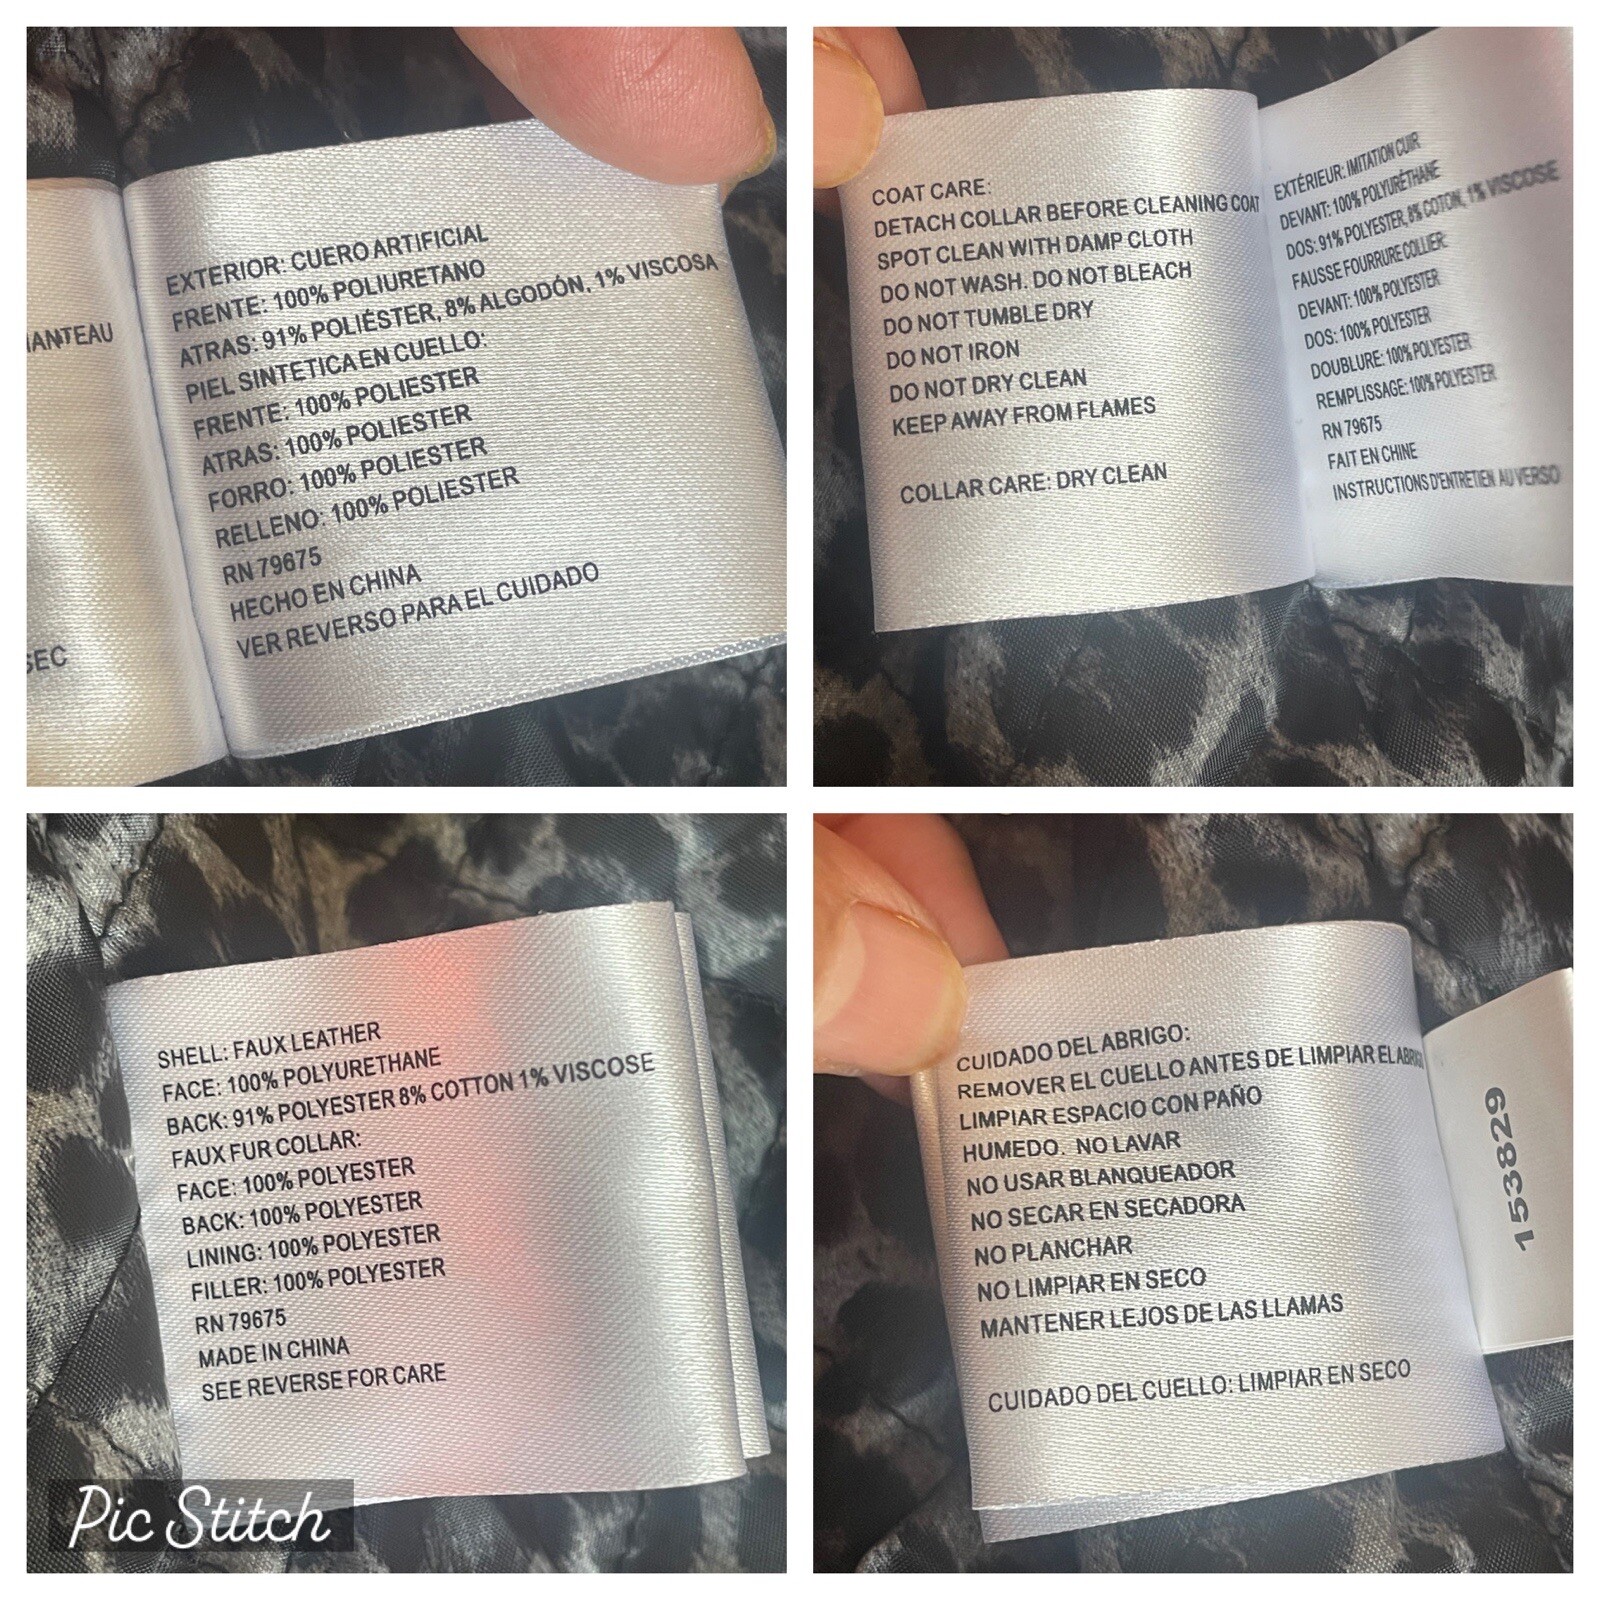 IANTEAU
SEC
EXTERIOR: CUERO ARTIFICIAL
FRENTE: 100% POLIURETANO
ATRAS: 91% POLIÉSTER, 8% ALGODÓN, 1% VISCOSA
PIEL SINTETICA EN CUELLO:
FRENTE: 100% POLIESTER
ATRAS: 100% POLIESTER
FORRO: 100% POLIESTER
RELLENO: 100% POLIESTER
RN 79675
HECHO EN CHINA
VER REVERSO PARA EL CUIDADO
COAT CARE:
DETACH COLLAR BEFORE CLEANING COAT
SPOT CLEAN WITH DAMP CLOTH
DO NOT WASH. DO NOT BLEACH
DO NOT TUMBLE DRY
DO NOT IRON
DO NOT DRY CLEAN
KEEP AWAY FROM FLAMES
COLLAR CARE: DRY CLEAN
EXTÉRIEUR: IMITATION CUIR
DEVANT: 100% POLYURÉTHANE
DOS: 91% POLYESTER, 8% COTON, 1% VISCOSE
FAUSSE FOURRURE COLLIER:
DEVANT: 100% POLYESTER
DOS: 100% POLYESTER
DOUBLURE: 100% POLYESTER
REMPLISSAGE: 100% POLYESTER
RN 79675
FAIT EN CHINE
INSTRUCTIONS D'ENTRETIEN AU VERSO
SHELL: FAUX LEATHER
FACE: 100% POLYURETHANE
BACK: 91% POLYESTER 8% COTTON 1% VISCOSE
FAUX FUR COLLAR:
FACE: 100% POLYESTER
BACK: 100% POLYESTER
LINING: 100% POLYESTER
FILLER: 100% POLYESTER
RN 79675
MADE IN CHINA
SEE REVERSE FOR CARE
Pic Stitch
CUIDADO DEL ABRIGO:
REMOVER EL CUELLO ANTES DE LIMPIAR EL ABRIGO
LIMPIAR ESPACIO CON PAÑO
HUMEDO. NO LAVAR
NO USAR BLANQUEADOR
NO SECAR EN SECADORA
NO PLANCHAR
NO LIMPIAR EN SECO
MANTENER LEJOS DE LAS LLAMAS
CUIDADO DEL CUELLO: LIMPIAR EN SECO
153829